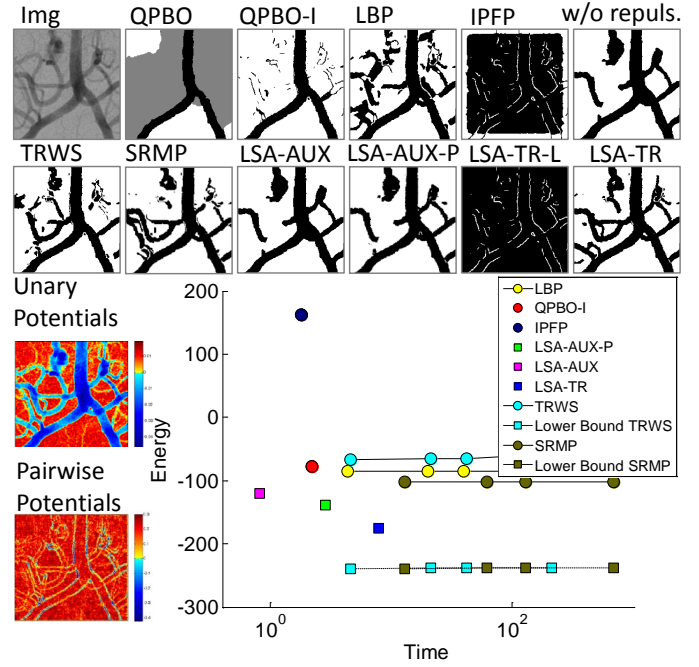 Img QPBO QPBO-I LBP IPFP w/o repuls.
TRWS SRMP LSA-AUX LSA-AUX-P LSA-TR-L LSA-TR
Unary
Potentials
Pairwise
Potentials
200
100
0
-100
-200
-300
Energy
10^0 10^2
Time
LBP
QPBO-I
IPFP
LSA-AUX-P
LSA-AUX
LSA-TR
TRWS
Lower Bound TRWS
SRMP
Lower Bound SRMP